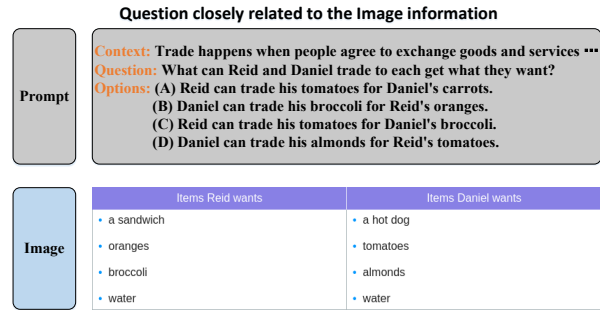 Question closely related to the Image information
Prompt
Context: Trade happens when people agree to exchange goods and services ...
Question: What can Reid and Daniel trade to each get what they want?
Options: (A) Reid can trade his tomatoes for Daniel's carrots.
(B) Daniel can trade his broccoli for Reid's oranges.
(C) Reid can trade his tomatoes for Daniel's broccoli.
(D) Daniel can trade his almonds for Reid's tomatoes.
Image
Items Reid wants Items Daniel wants
• a sandwich • a hot dog
• oranges • tomatoes
• broccoli • almonds
• water • water